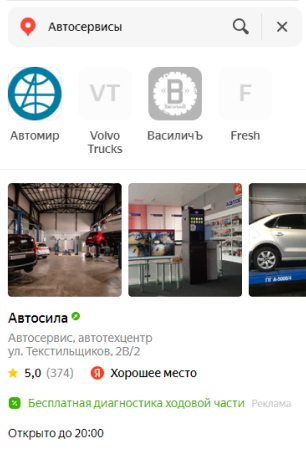 Автосервисы
VT
В
F
Автомир
Volvo
Trucks
ВасиличЪ
Fresh
Автосила
Автосервис, автотехцентр
ул. Текстильщиков, 2В/2
5,0 (374) Я Хорошее место
% Бесплатная диагностика ходовой части Реклама
Открыто до 20:00